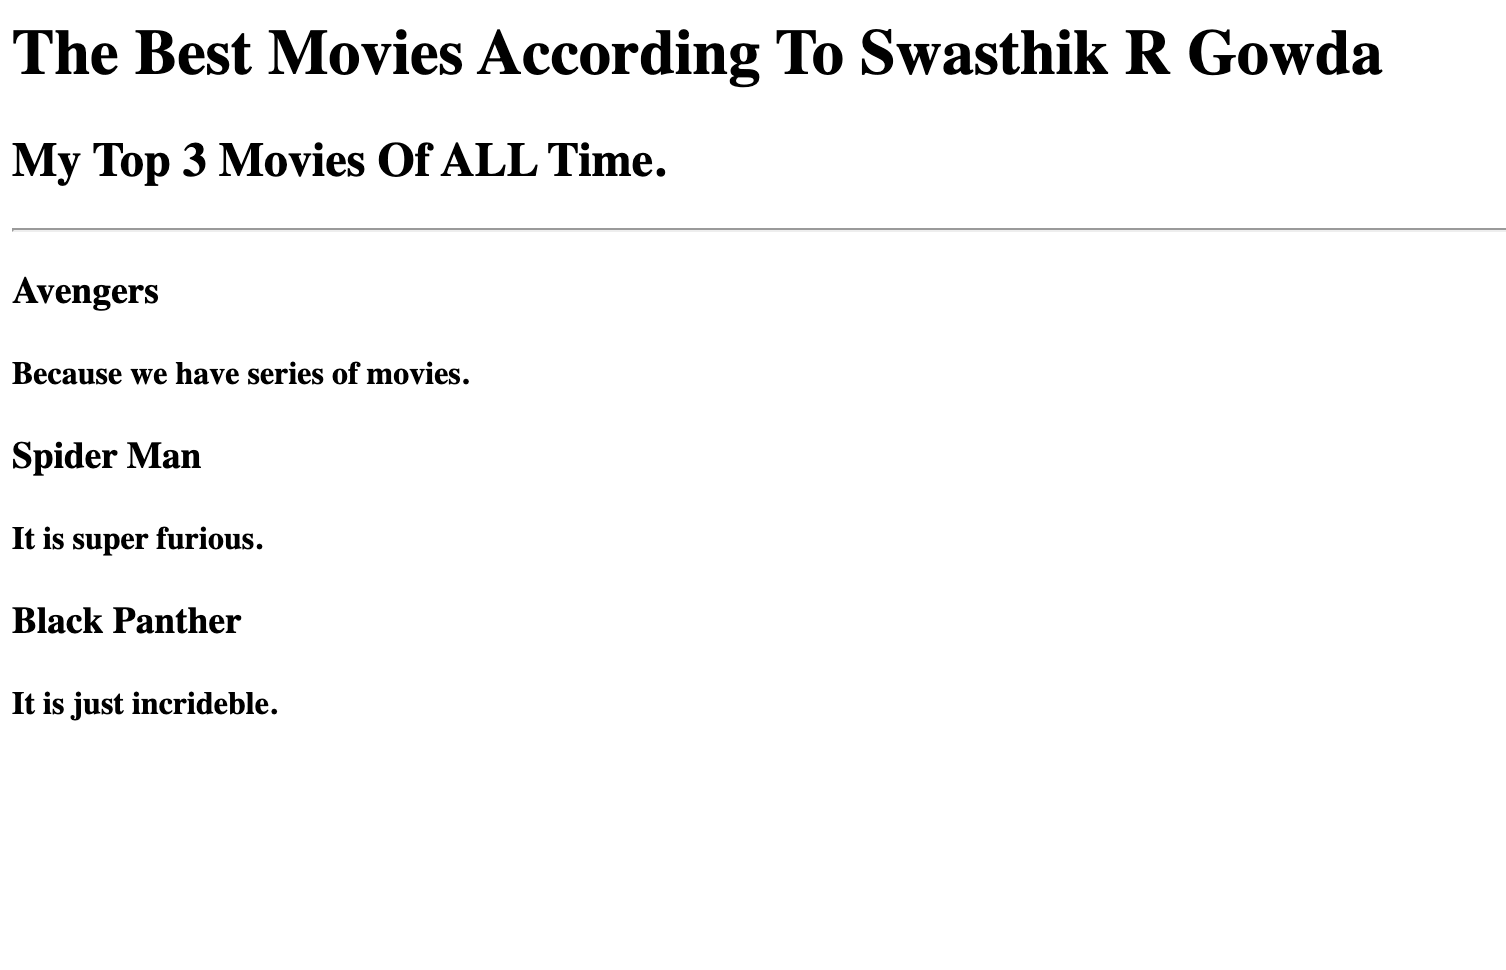 The Best Movies According To Swasthik R Gowda
My Top 3 Movies Of ALL Time.
Avengers
Because we have series of movies.
Spider Man
It is super furious.
Black Panther
It is just incrideble.